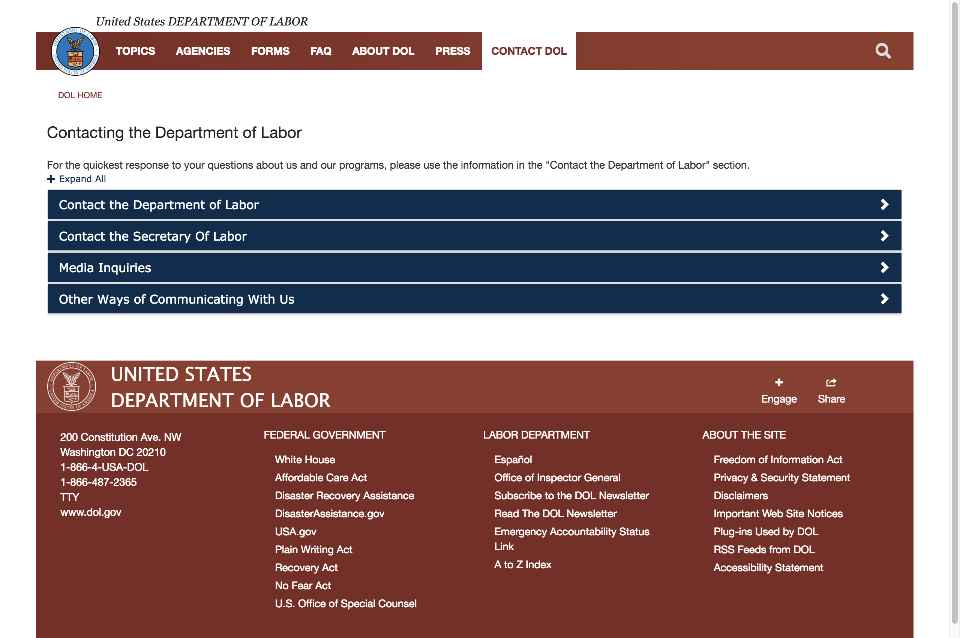 United States DEPARTMENT OF LABOR
TOPICS AGENCIES FORMS FAQ ABOUT DOL PRESS CONTACT DOL
DOL HOME
Contacting the Department of Labor
For the quickest response to your questions about us and our programs, please use the information in the "Contact the Department of Labor" section.
Expand All
Contact the Department of Labor
Contact the Secretary Of Labor
Media Inquiries
Other Ways of Communicating With Us
UNITED STATES
DEPARTMENT OF LABOR
Engage
Share
200 Constitution Ave. NW
Washington DC 20210
1-866-4-USA-DOL
1-866-487-2365
TTY
www.dol.gov
FEDERAL GOVERNMENT
White House
Affordable Care Act
Disaster Recovery Assistance
DisasterAssistance.gov
USA.gov
Plain Writing Act
Recovery Act
No Fear Act
U.S. Office of Special Counsel
LABOR DEPARTMENT
Español
Office of Inspector General
Subscribe to the DOL Newsletter
Read The DOL Newsletter
Emergency Accountability Status
Link
A to Z Index
ABOUT THE SITE
Freedom of Information Act
Privacy & Security Statement
Disclaimers
Important Web Site Notices
Plug-ins Used by DOL
RSS Feeds from DOL
Accessibility Statement